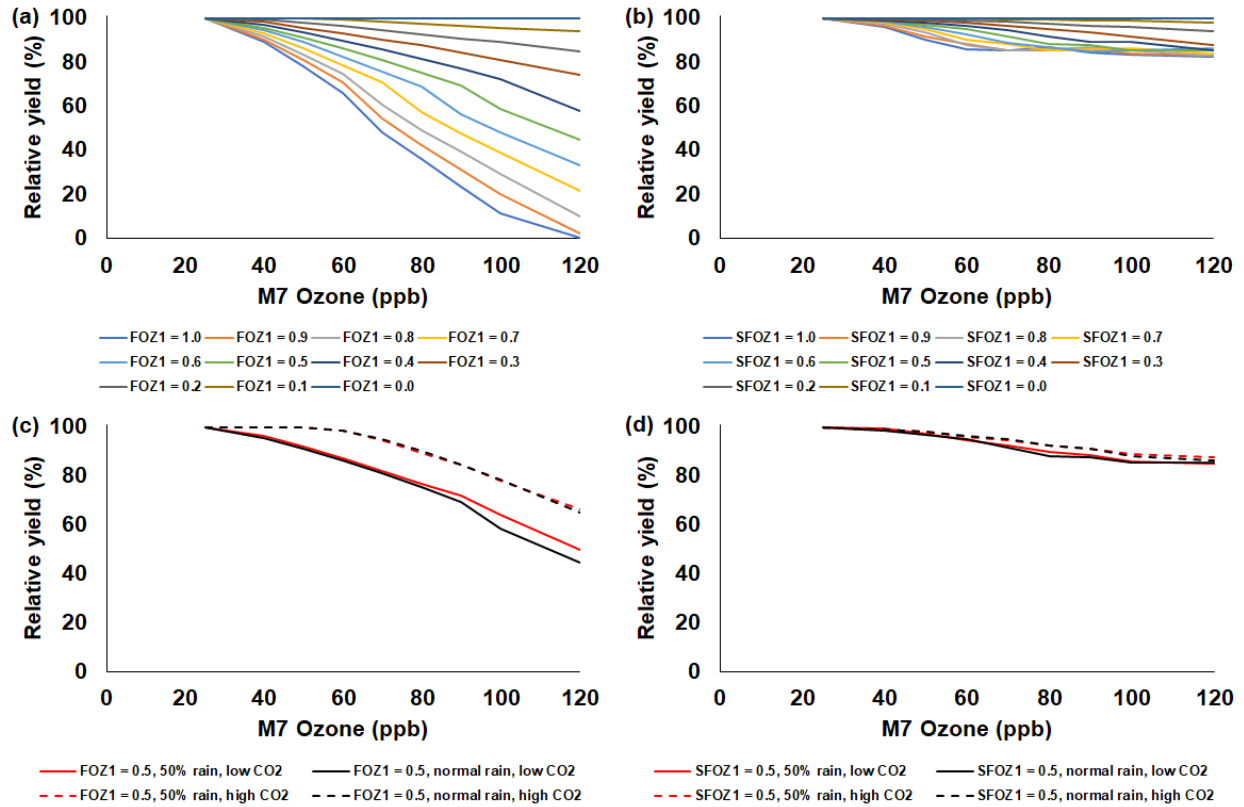 (a)
100
80
60
40
20
0
Relative yield (%)
0 20 40 60 80 100 120
M7 Ozone (ppb)
FOZ1 = 1.0 FOZ1 = 0.9 FOZ1 = 0.8 FOZ1 = 0.7
FOZ1 = 0.6 FOZ1 = 0.5 FOZ1 = 0.4 FOZ1 = 0.3
FOZ1 = 0.2 FOZ1 = 0.1 FOZ1 = 0.0
(b)
100
80
60
40
20
0
Relative yield (%)
0 20 40 60 80 100 120
M7 Ozone (ppb)
SFOZ1 = 1.0 SFOZ1 = 0.9 SFOZ1 = 0.8 SFOZ1 = 0.7
SFOZ1 = 0.6 SFOZ1 = 0.5 SFOZ1 = 0.4 SFOZ1 = 0.3
SFOZ1 = 0.2 SFOZ1 = 0.1 SFOZ1 = 0.0
(c)
100
80
60
40
20
0
Relative yield (%)
0 20 40 60 80 100 120
M7 Ozone (ppb)
FOZ1 = 0.5, 50% rain, low CO2 FOZ1 = 0.5, normal rain, low CO2
FOZ1 = 0.5, 50% rain, high CO2 FOZ1 = 0.5, normal rain, high CO2
(d)
100
80
60
40
20
0
Relative yield (%)
0 20 40 60 80 100 120
M7 Ozone (ppb)
SFOZ1 = 0.5, 50% rain, low CO2 SFOZ1 = 0.5, normal rain, low CO2
SFOZ1 = 0.5, 50% rain, high CO2 SFOZ1 = 0.5, normal rain, high CO2